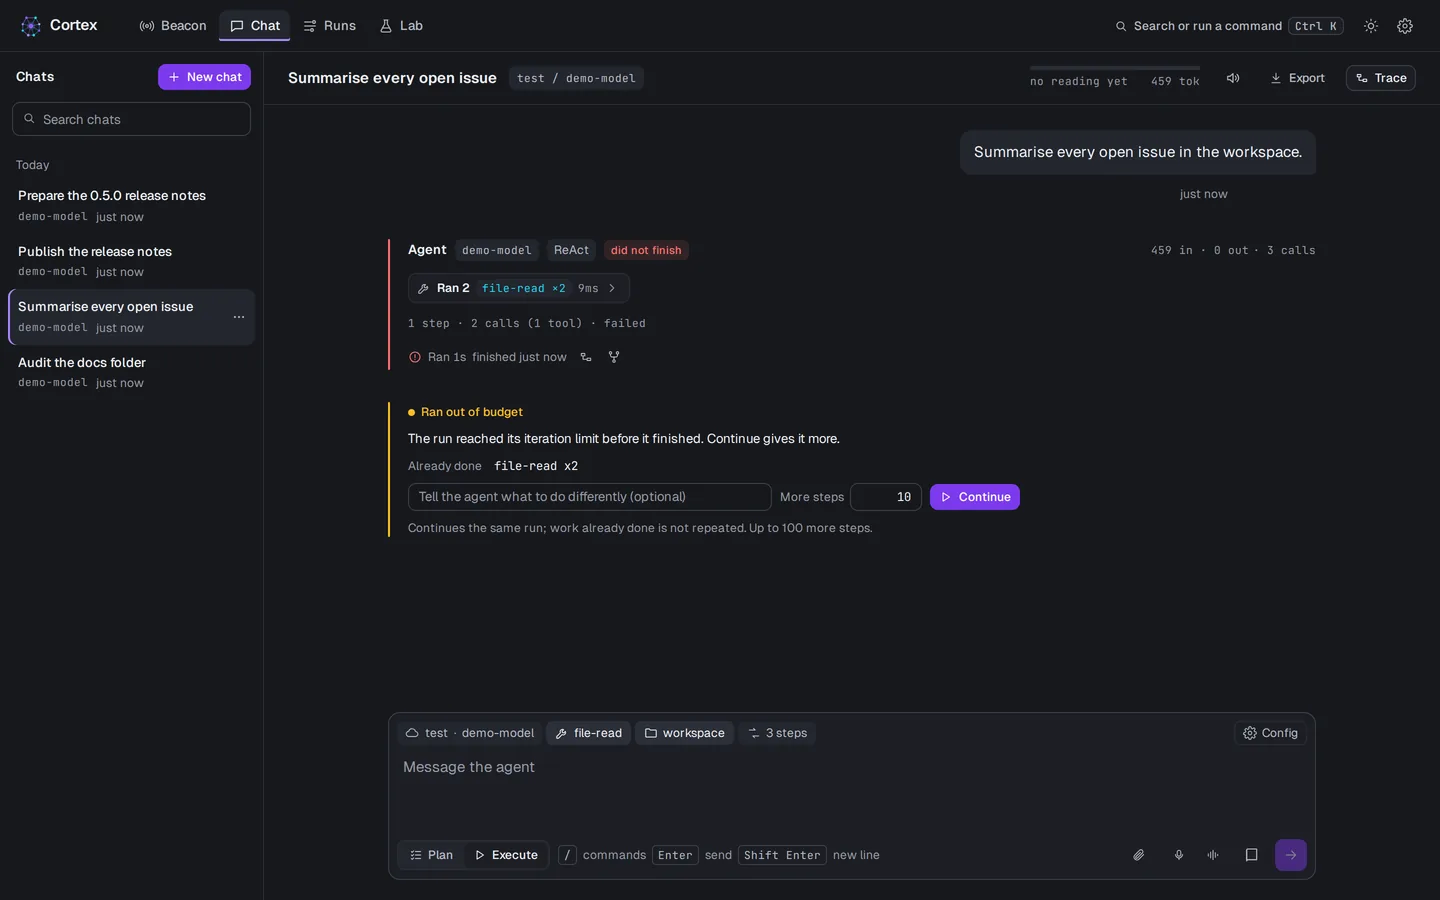 Cortex
Beacon
Chat
Runs
Lab
Search or run a command Ctrl K
Chats
New chat
Search chats
Today
Prepare the 0.5.0 release notes
demo-model just now
Publish the release notes
demo-model just now
Summarise every open issue
demo-model just now
Audit the docs folder
demo-model just now
Summarise every open issue
test / demo-model
no reading yet 459 tok
Export
Trace
Summarise every open issue in the workspace.
just now
Agent demo-model ReAct did not finish
459 in · 0 out · 3 calls
Ran 2 file-read ×2 9ms
1 step · 2 calls (1 tool) · failed
Ran 1s finished just now
Ran out of budget
The run reached its iteration limit before it finished. Continue gives it more.
Already done file-read x2
Tell the agent what to do differently (optional)
More steps 10
Continue
Continues the same run; work already done is not repeated. Up to 100 more steps.
test · demo-model
file-read
workspace
3 steps
Config
Message the agent
Plan
Execute
/ commands Enter send Shift Enter new line